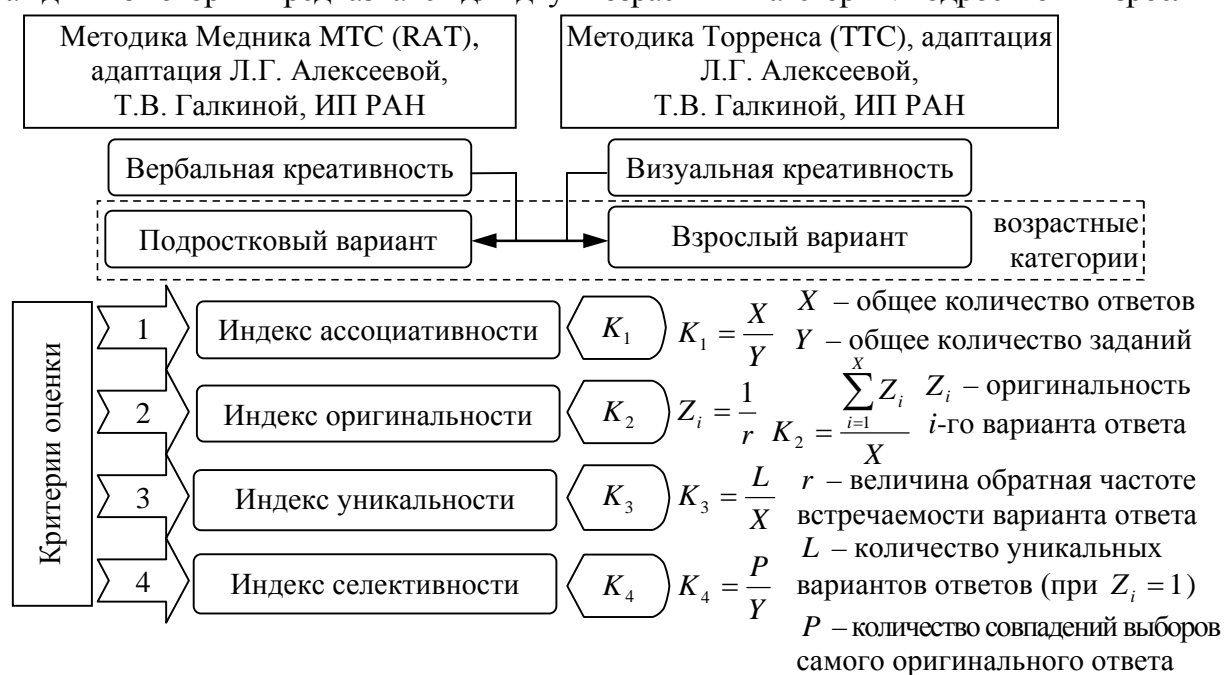 Методика Медника МТС (RAT),
адаптация Л.Г. Алексеевой,
Т.В. Галкиной, ИП РАН
Методика Торренса (ТТС), адаптация
Л.Г. Алексеевой,
Т.В. Галкиной, ИП РАН
Вербальная креативность
Визуальная креативность
Подростковый вариант
Взрослый вариант
возрастные
категории
Критерии оценки
1
Индекс ассоциативности
K₁
K₁ = X/Y
X – общее количество ответов
Y – общее количество заданий
2
Индекс оригинальности
K₂
Zᵢ = 1/r
K₂ = ∑ᵢ₌₁ˣ Zᵢ / X
Zᵢ – оригинальность
i-го варианта ответа
3
Индекс уникальности
K₃
K₃ = L/X
r – величина обратная частоте
встречаемости варианта ответа
4
Индекс селективности
K₄
K₄ = P/Y
L – количество уникальных
вариантов ответов (при Zᵢ = 1)
P – количество совпадений выборов
самого оригинального ответа